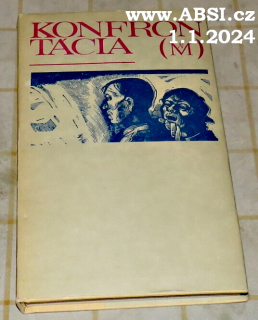 www.ABSI.cz
1.1.2024
KONFRON
TÁCIA (M)